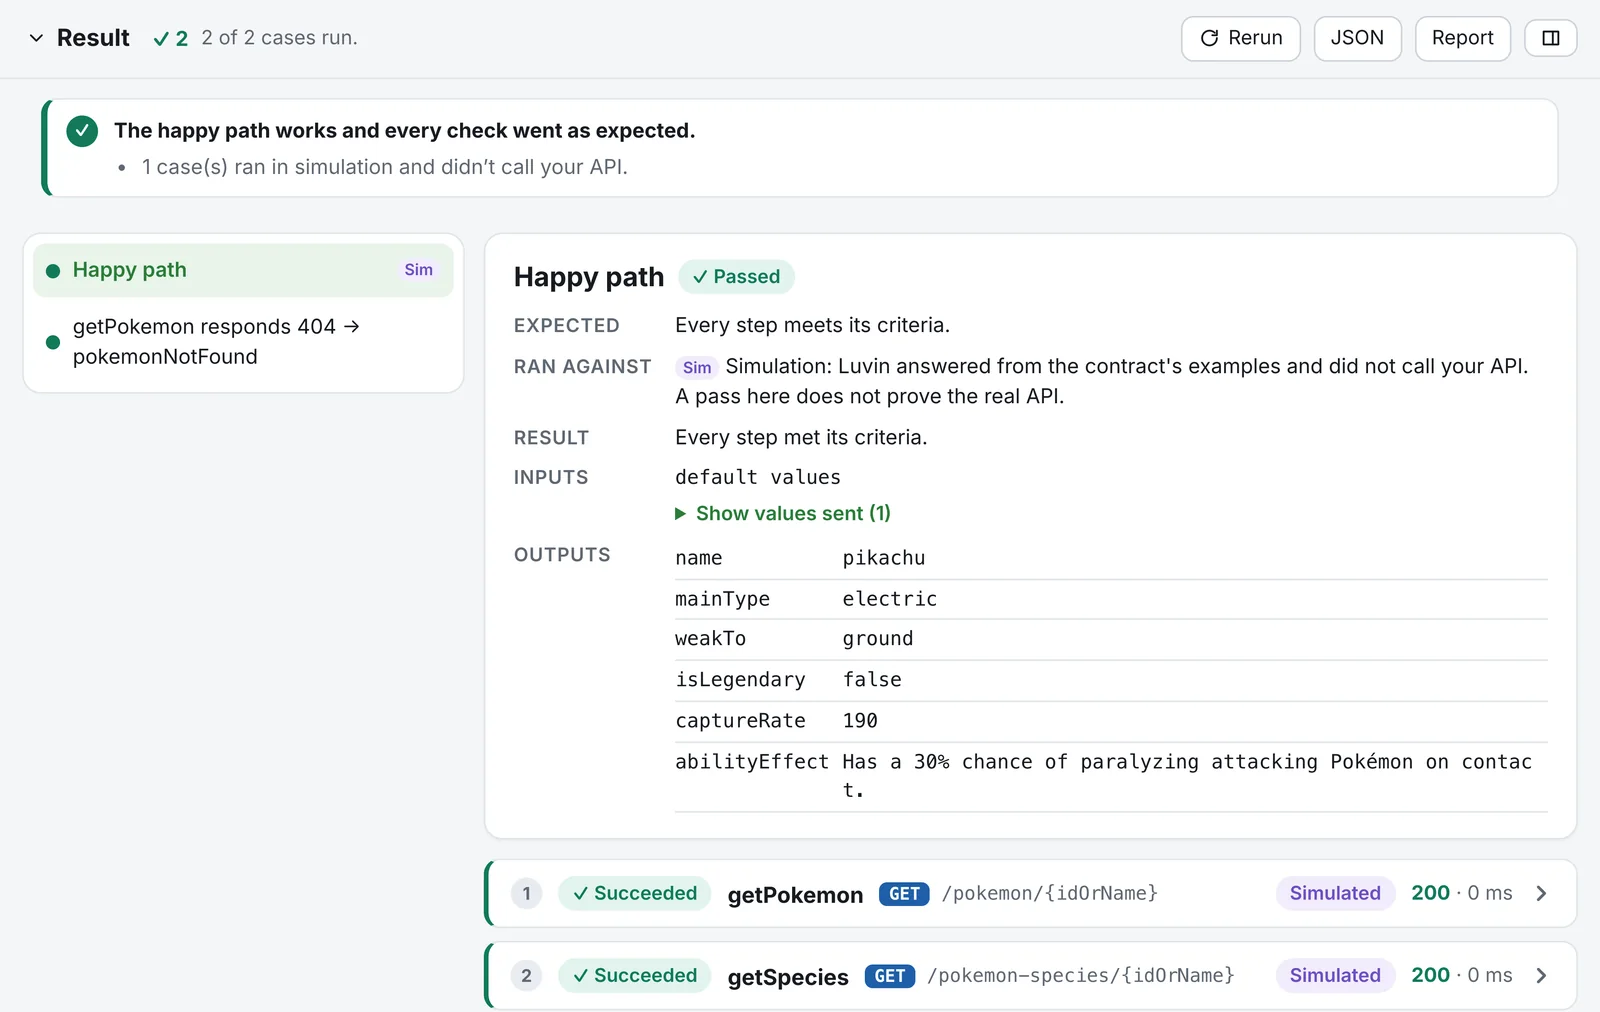 Result ✓ 2 2 of 2 cases run.
Rerun JSON Report
The happy path works and every check went as expected.
• 1 case(s) ran in simulation and didn’t call your API.
Happy path Sim
getPokemon responds 404 →
pokemonNotFound
Happy path ✓ Passed
EXPECTED Every step meets its criteria.
RAN AGAINST Sim Simulation: Luvin answered from the contract's examples and did not call your API.
A pass here does not prove the real API.
RESULT Every step met its criteria.
INPUTS default values
▶ Show values sent (1)
OUTPUTS name pikachu
mainType electric
weakTo ground
isLegendary false
captureRate 190
abilityEffect Has a 30% chance of paralyzing attacking Pokémon on contac
t.
1 ✓ Succeeded getPokemon GET /pokemon/{idOrName} Simulated 200 · 0 ms
2 ✓ Succeeded getSpecies GET /pokemon-species/{idOrName} Simulated 200 · 0 ms